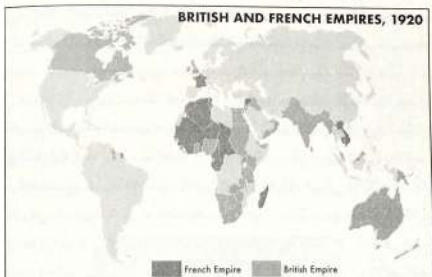 BRITISH AND FRENCH EMPIRES, 1920
French Empire
British Empire